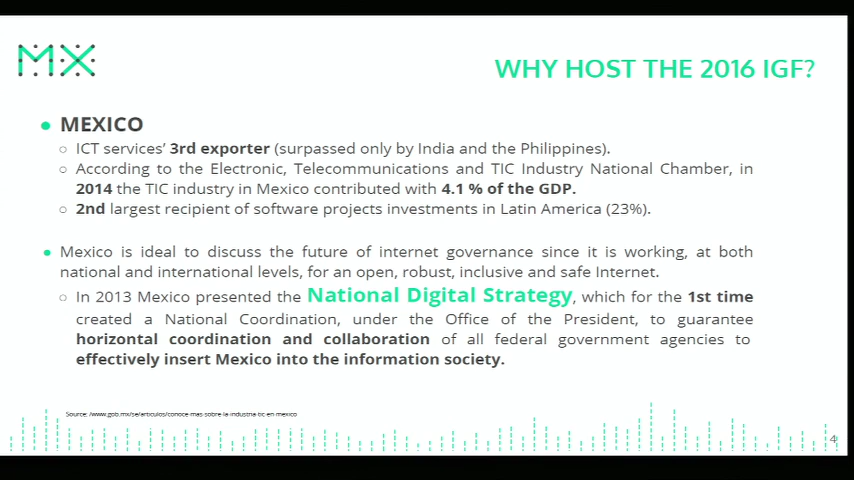 MX
WHY HOST THE 2016 IGF?
MEXICO
ICT services' 3rd exporter (surpassed only by India and the Philippines).
According to the Electronic, Telecommunications and TIC Industry National Chamber, in
2014 the TIC industry in Mexico contributed with 4.1 % of the GDP.
2nd largest recipient of software projects investments in Latin America (23%).
Mexico is ideal to discuss the future of internet governance since it is working, at both
national and international levels, for an open, robust, inclusive and safe Internet.
In 2013 Mexico presented the National Digital Strategy, which for the 1st time
created a National Coordination, under the Office of the President, to guarantee
horizontal coordination and collaboration of all federal government agencies to
effectively insert Mexico into the information society.
Source: /www.gob.mx/se/articulos/conoce-mas-sobre-la-industria-tic-en-mexico
4